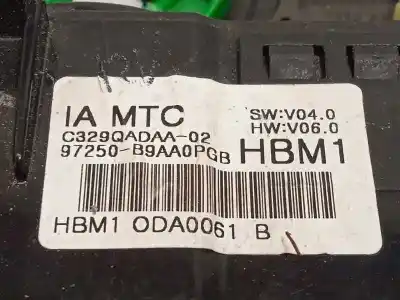 IA MTC
SW:V04.0
C329QADAA-02
HW:V06.0
97250-B9AA0PGB
HBM1
HBM1 ODA0061 B